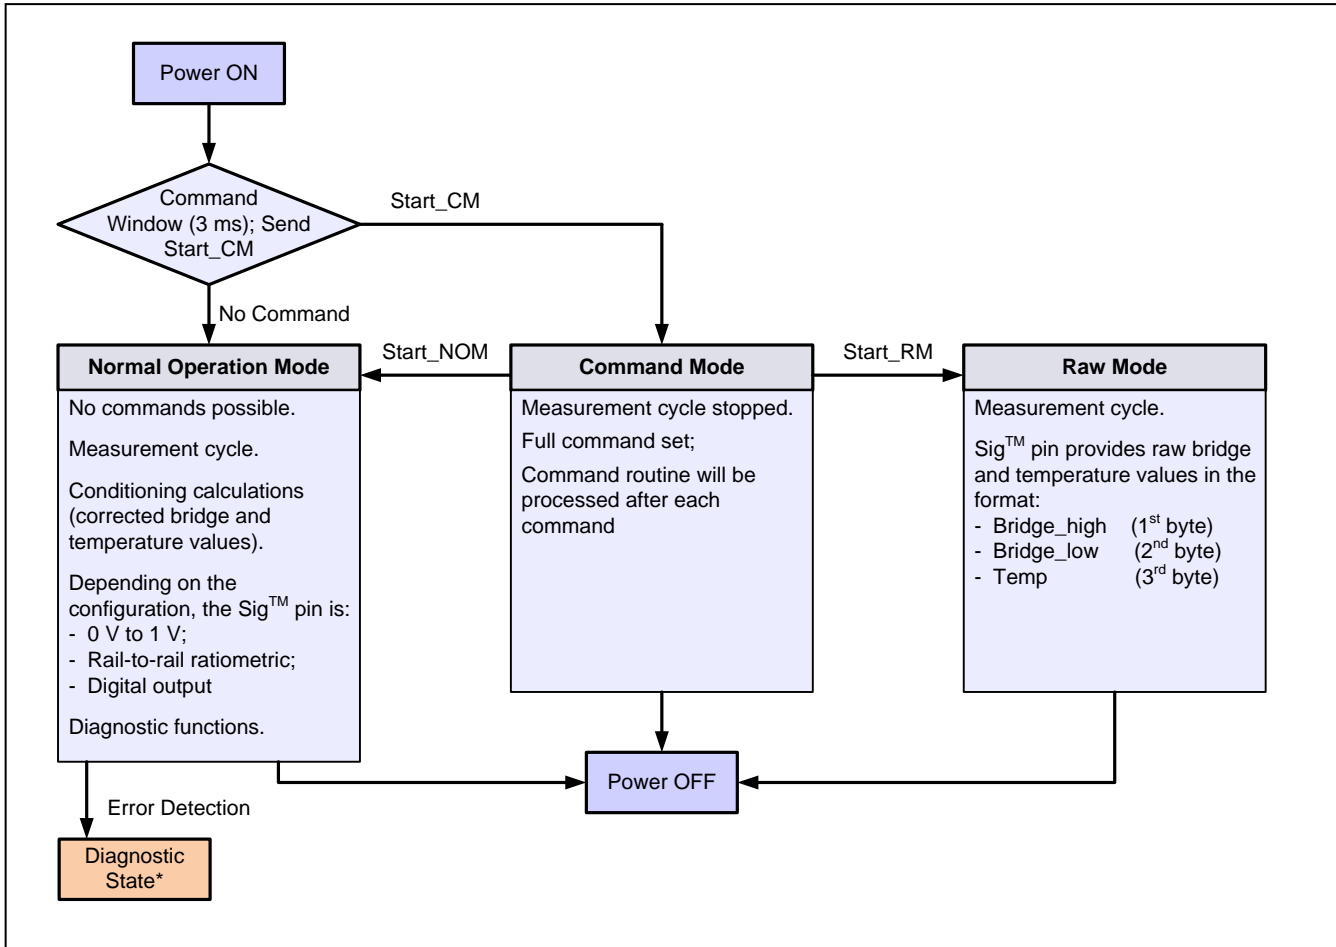 Power ON
Command
Window (3 ms); Send
Start_CM
Start_CM
No Command
Normal Operation Mode
No commands possible.
Measurement cycle.
Conditioning calculations
(corrected bridge and
temperature values).
Depending on the
configuration, the Sig™ pin is:
- 0 V to 1 V;
- Rail-to-rail ratiometric;
- Digital output
Diagnostic functions.
Start_NOM
Command Mode
Measurement cycle stopped.
Full command set;
Command routine will be
processed after each
command
Start_RM
Raw Mode
Measurement cycle.
Sig™ pin provides raw bridge
and temperature values in the
format:
- Bridge_high (1st byte)
- Bridge_low (2nd byte)
- Temp (3rd byte)
Power OFF
Error Detection
Diagnostic
State*